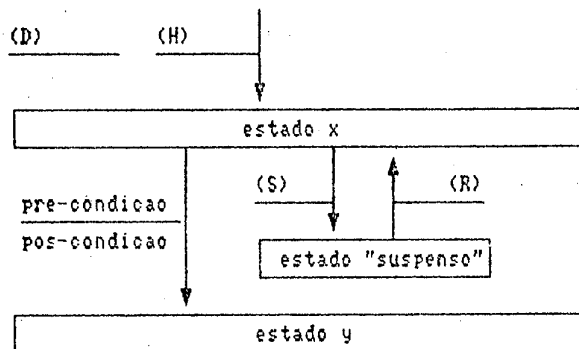 (D) (H)
estado x
(S) (R)
pre-condicao
pos-condicao
estado "suspenso"
estado y